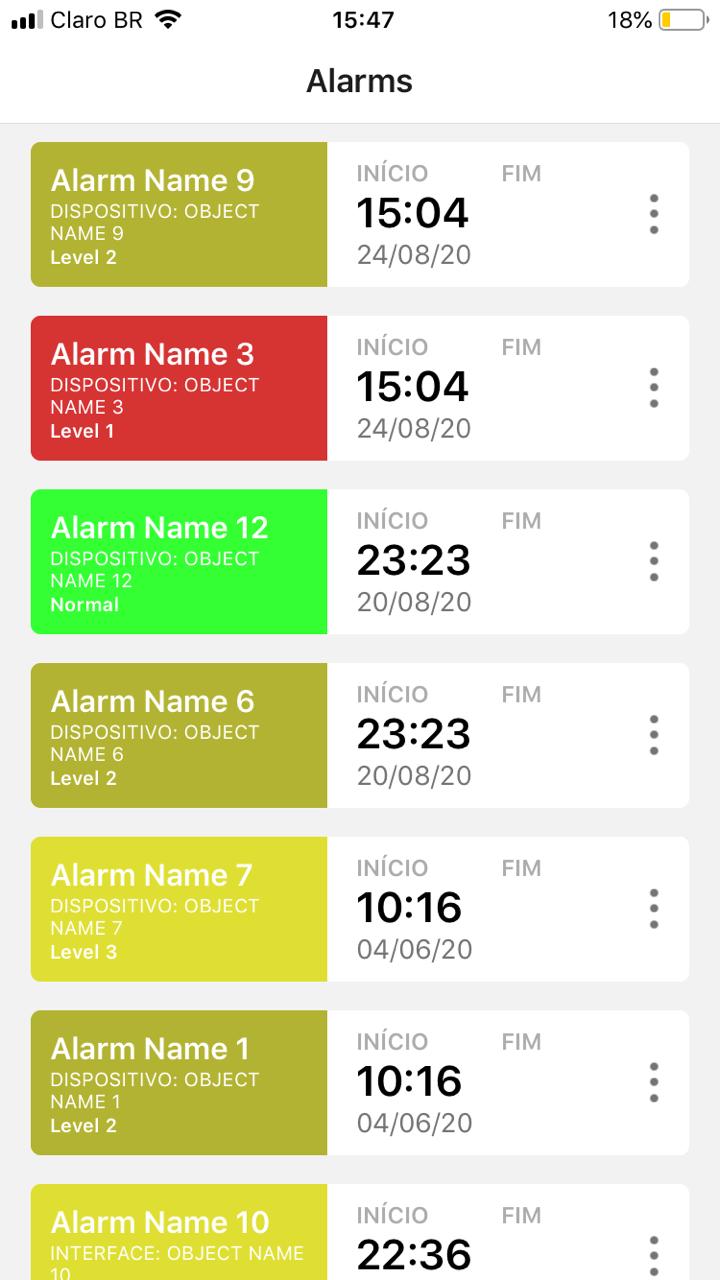 Claro BR 15:47 18%
Alarms
Alarm Name 9
DISPOSITIVO: OBJECT
NAME 9
Level 2
INÍCIO FIM
15:04
24/08/20
Alarm Name 3
DISPOSITIVO: OBJECT
NAME 3
Level 1
INÍCIO FIM
15:04
24/08/20
Alarm Name 12
DISPOSITIVO: OBJECT
NAME 12
Normal
INÍCIO FIM
23:23
20/08/20
Alarm Name 6
DISPOSITIVO: OBJECT
NAME 6
Level 2
INÍCIO FIM
23:23
20/08/20
Alarm Name 7
DISPOSITIVO: OBJECT
NAME 7
Level 3
INÍCIO FIM
10:16
04/06/20
Alarm Name 1
DISPOSITIVO: OBJECT
NAME 1
Level 2
INÍCIO FIM
10:16
04/06/20
Alarm Name 10
INTERFACE: OBJECT NAME
10
INÍCIO FIM
22:36